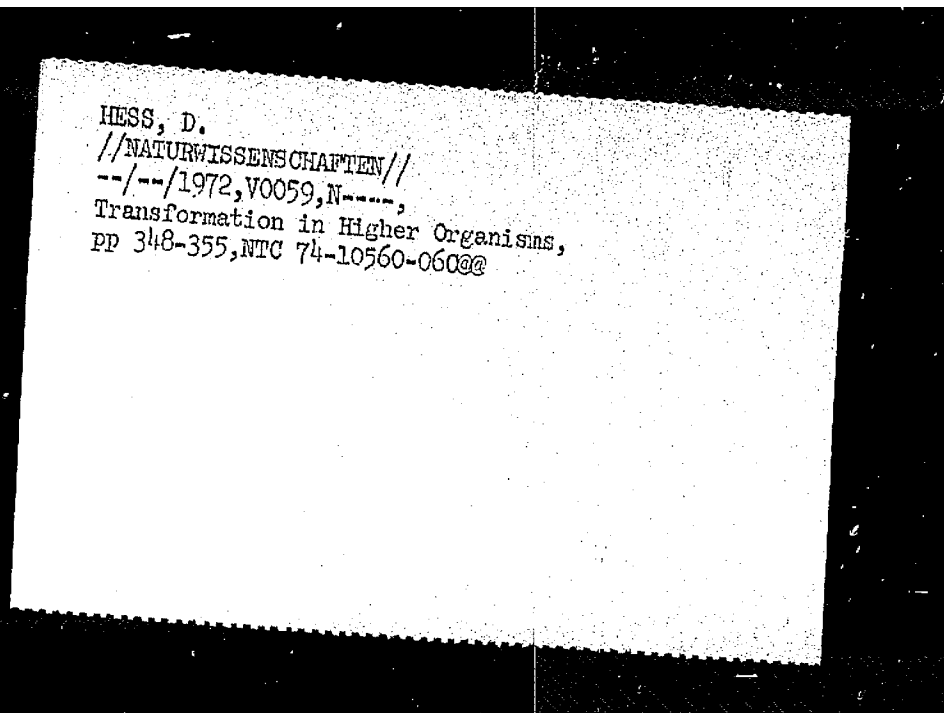 HESS, D.
//NATURWISSENSCHAFTEN//
--/--/1972,V0059,N----,
Transformation in Higher Organisms,
pp 348-355,NTC 74-10560-06C@@